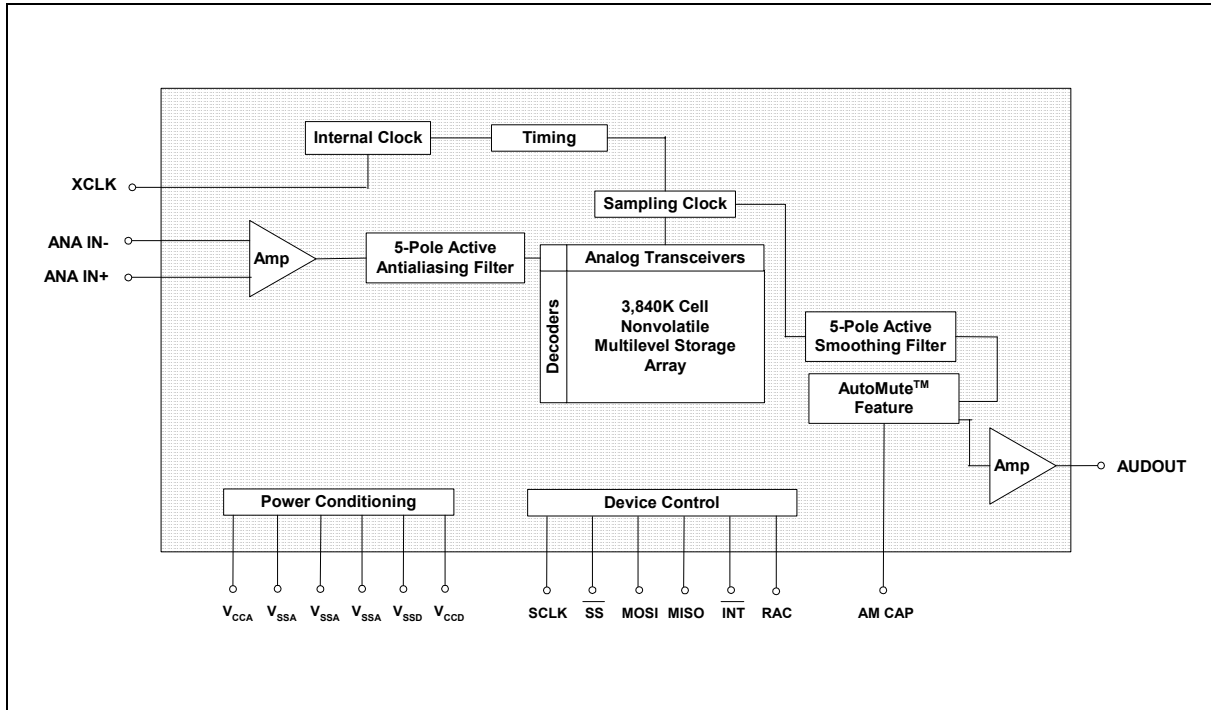 Internal Clock
Timing
XCLK
Sampling Clock
ANA IN-
ANA IN+
Amp
5-Pole Active
Antialiasing Filter
Analog Transceivers
Decoders
3,840K Cell
Nonvolatile
Multilevel Storage
Array
5-Pole Active
Smoothing Filter
AutoMute™
Feature
Amp
AUDOUT
Power Conditioning
Device Control
VCCA
VSSA
VSSA
VSSA
VSSD
VCCD
SCLK
SS
MOSI
MISO
INT
RAC
AM CAP